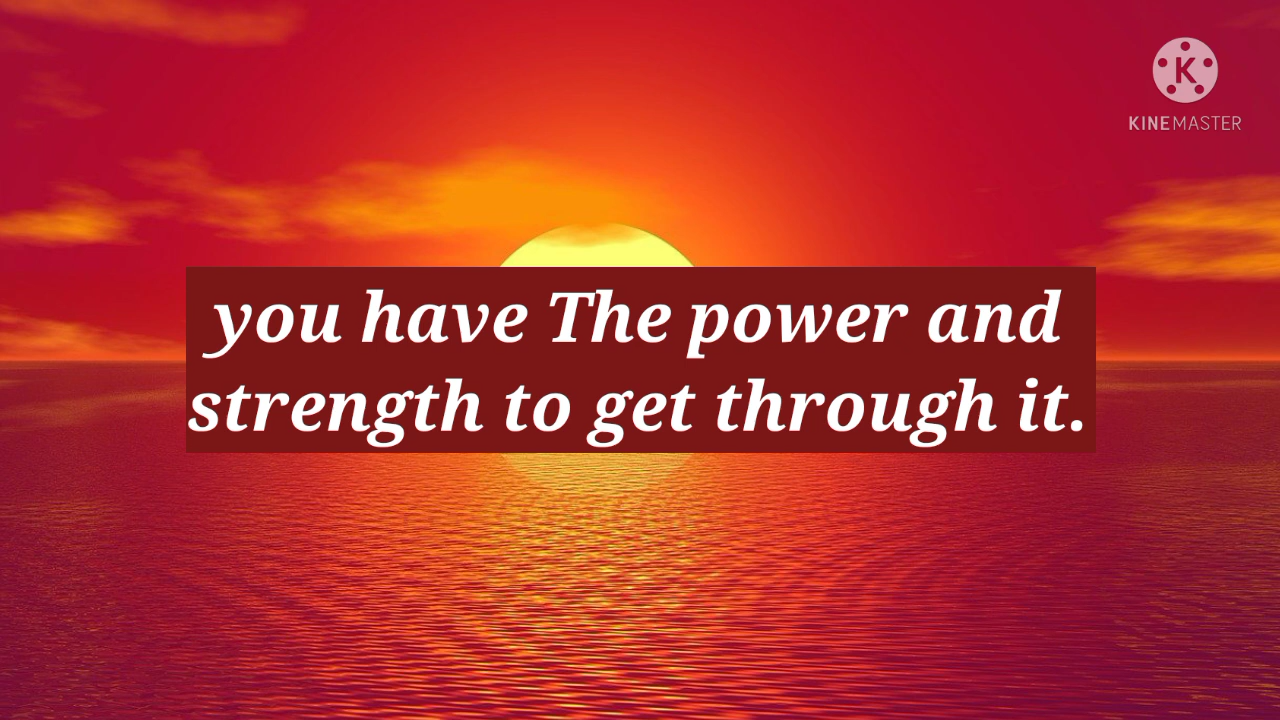 K
KINEMASTER
you have The power and
strength to get through it.